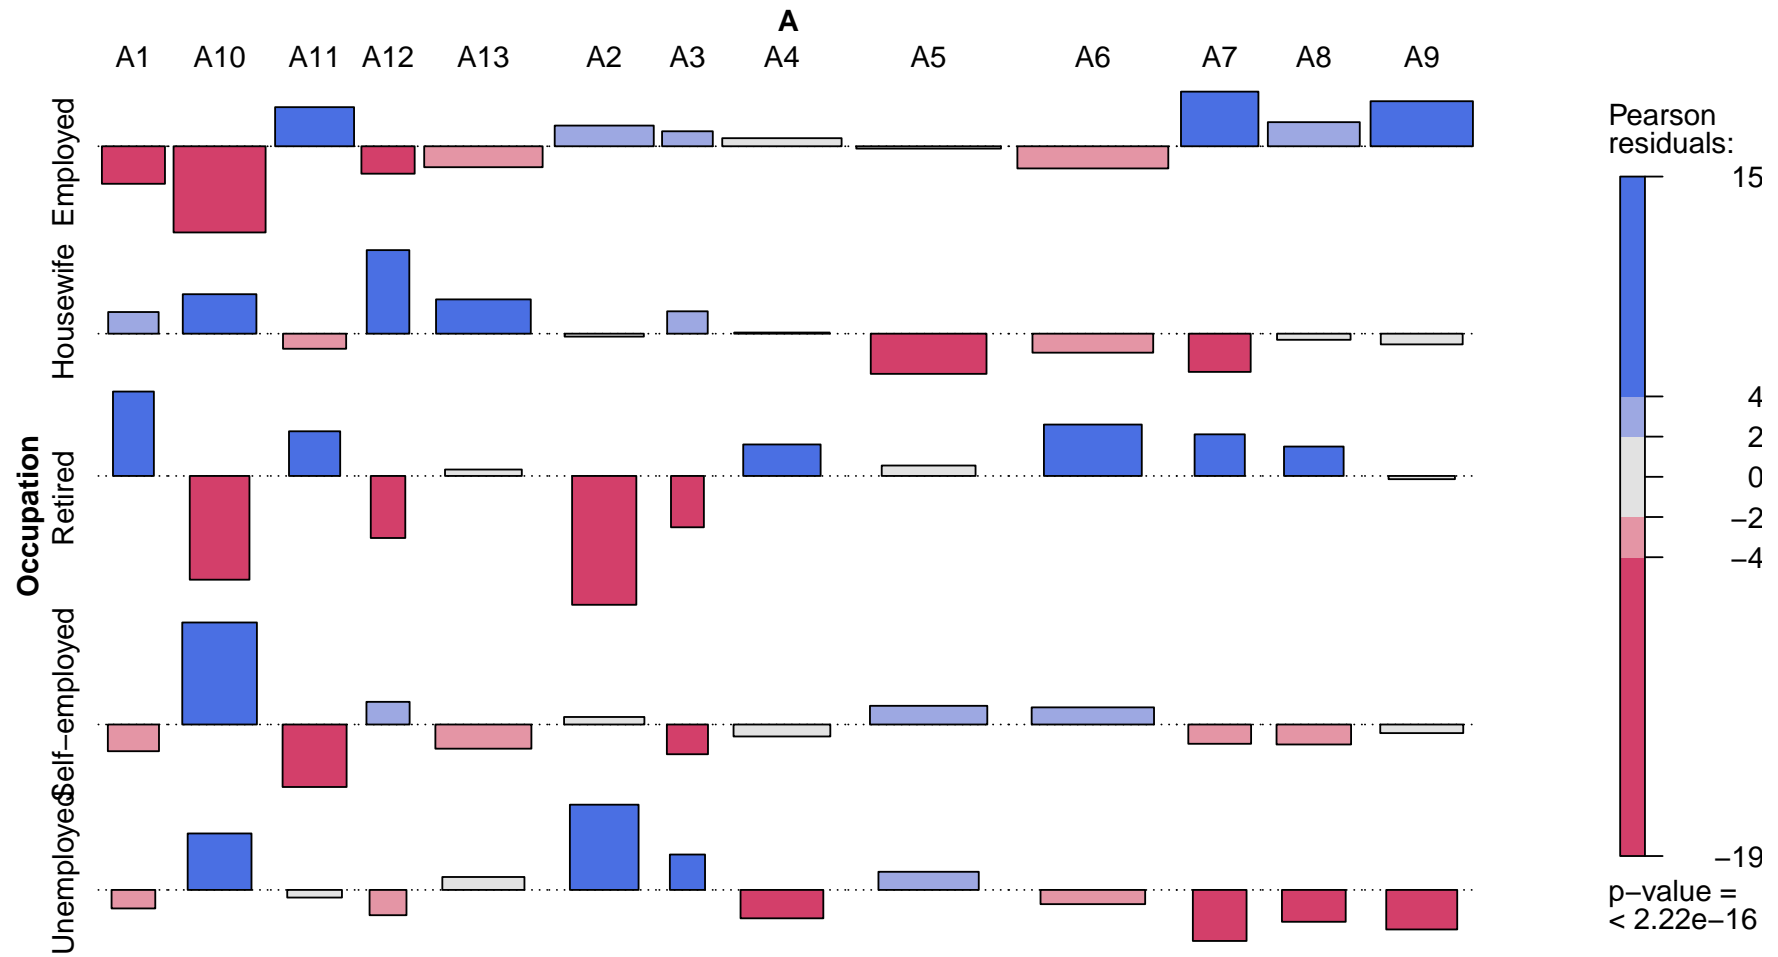 A
A1 A10 A11 A12 A13 A2 A3 A4 A5 A6 A7 A8 A9
Occupation
Employed
Housewife
Retired
Self−employed
Unemployed
Pearson
residuals:
15
4
2
0
−2
−4
−19
p−value =
< 2.22e−16